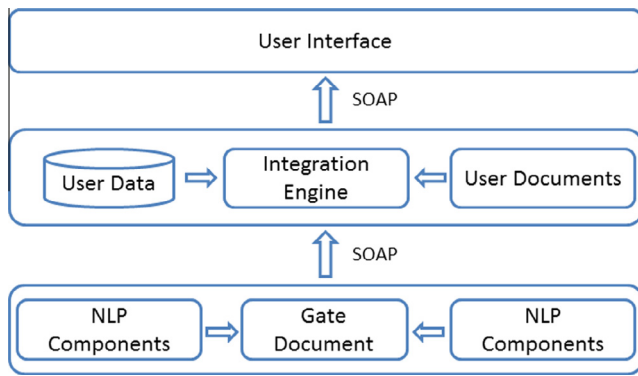 User Interface
SOAP
User Data
Integration
Engine
User Documents
SOAP
NLP
Components
Gate
Document
NLP
Components